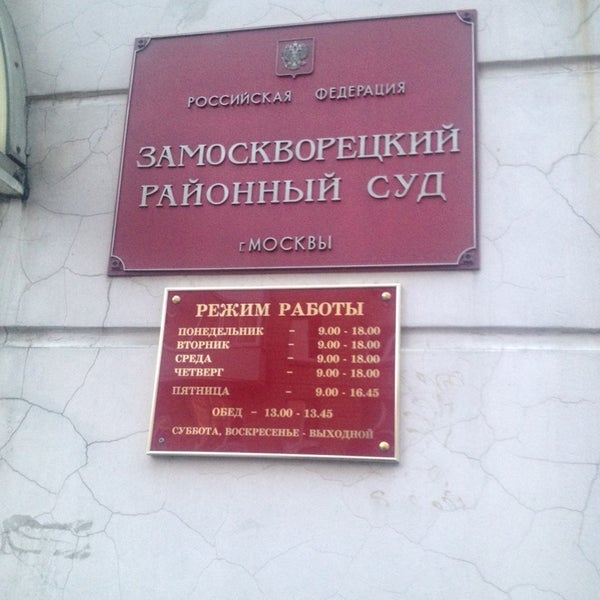 РОССИЙСКАЯ ФЕДЕРАЦИЯ
ЗАМОСКВОРЕЦКИЙ
РАЙОННЫЙ СУД
г.МОСКВЫ
РЕЖИМ РАБОТЫ
ПОНЕДЕЛЬНИК - 9.00 - 18.00
ВТОРНИК - 9.00 - 18.00
СРЕДА - 9.00 - 18.00
ЧЕТВЕРГ - 9.00 - 18.00
ПЯТНИЦА - 9.00 - 16.45
ОБЕД - 13.00 - 13.45
СУББОТА, ВОСКРЕСЕНЬЕ - ВЫХОДНОЙ